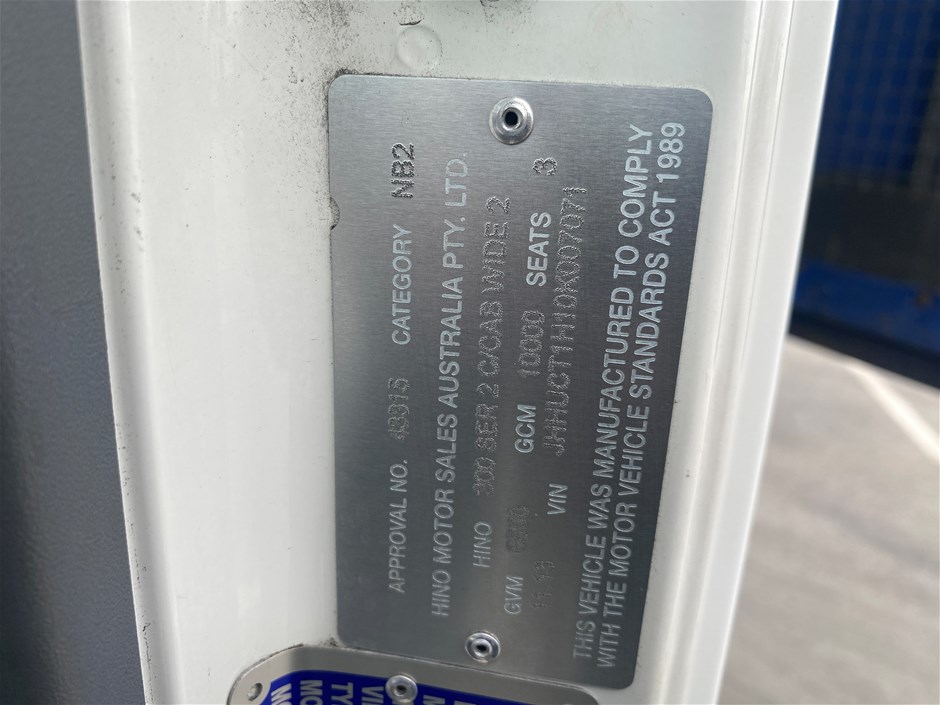 APPROVAL NO. 43315 CATEGORY NB2
HINO MOTOR SALES AUSTRALIA PTY. LTD.
HINO 300 SER 2 C/CAB WIDE 2
GVM GCM 10000 SEATS 3
VIN JHHUCT1H10K007071
THIS VEHICLE WAS MANUFACTURED TO COMPLY
WITH THE MOTOR VEHICLE STANDARDS ACT 1989